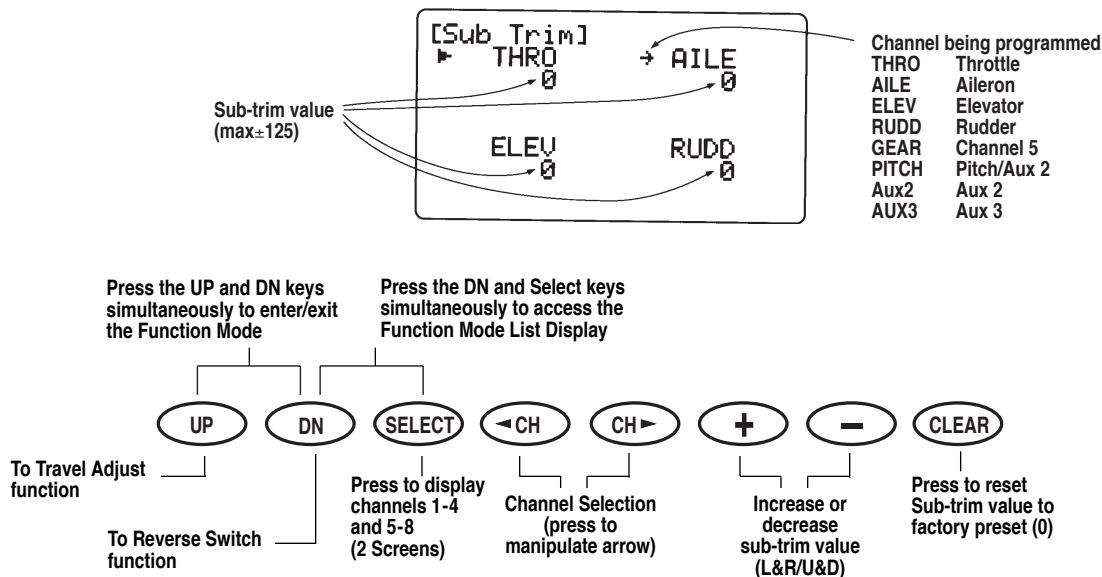 [Sub Trim]
THRO
0
AILE
0
ELEV
0
RUDD
0
Sub-trim value
(max±125)
Channel being programmed
THRO Throttle
AILE Aileron
ELEV Elevator
RUDD Rudder
GEAR Channel 5
PITCH Pitch/Aux 2
Aux2 Aux 2
AUX3 Aux 3
Press the UP and DN keys
simultaneously to enter/exit
the Function Mode
Press the DN and Select keys
simultaneously to access the
Function Mode List Display
UP
DN
SELECT
◄CH
CH►
+
–
CLEAR
To Travel Adjust
function
To Reverse Switch
function
Press to display
channels 1-4
and 5-8
(2 Screens)
Channel Selection
(press to
manipulate arrow)
Increase or
decrease
sub-trim value
(L&R/U&D)
Press to reset
Sub-trim value to
factory preset (0)